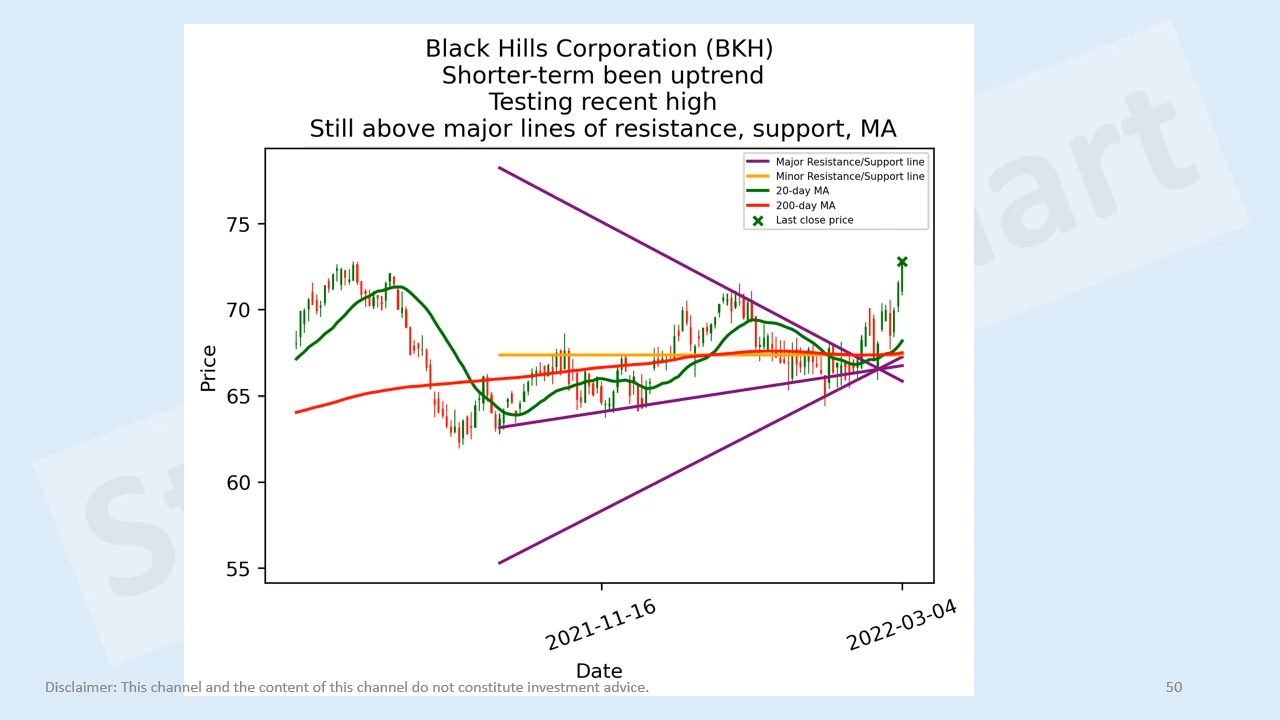 Black Hills Corporation (BKH)
Shorter-term been uptrend
Testing recent high
Still above major lines of resistance, support, MA
Major Resistance/Support line
Minor Resistance/Support line
20-day MA
200-day MA
Last close price
75
70
65
60
55
Price
2021-11-16
2022-03-04
Date
Disclaimer: This channel and the content of this channel do not constitute investment advice.
50
St
art